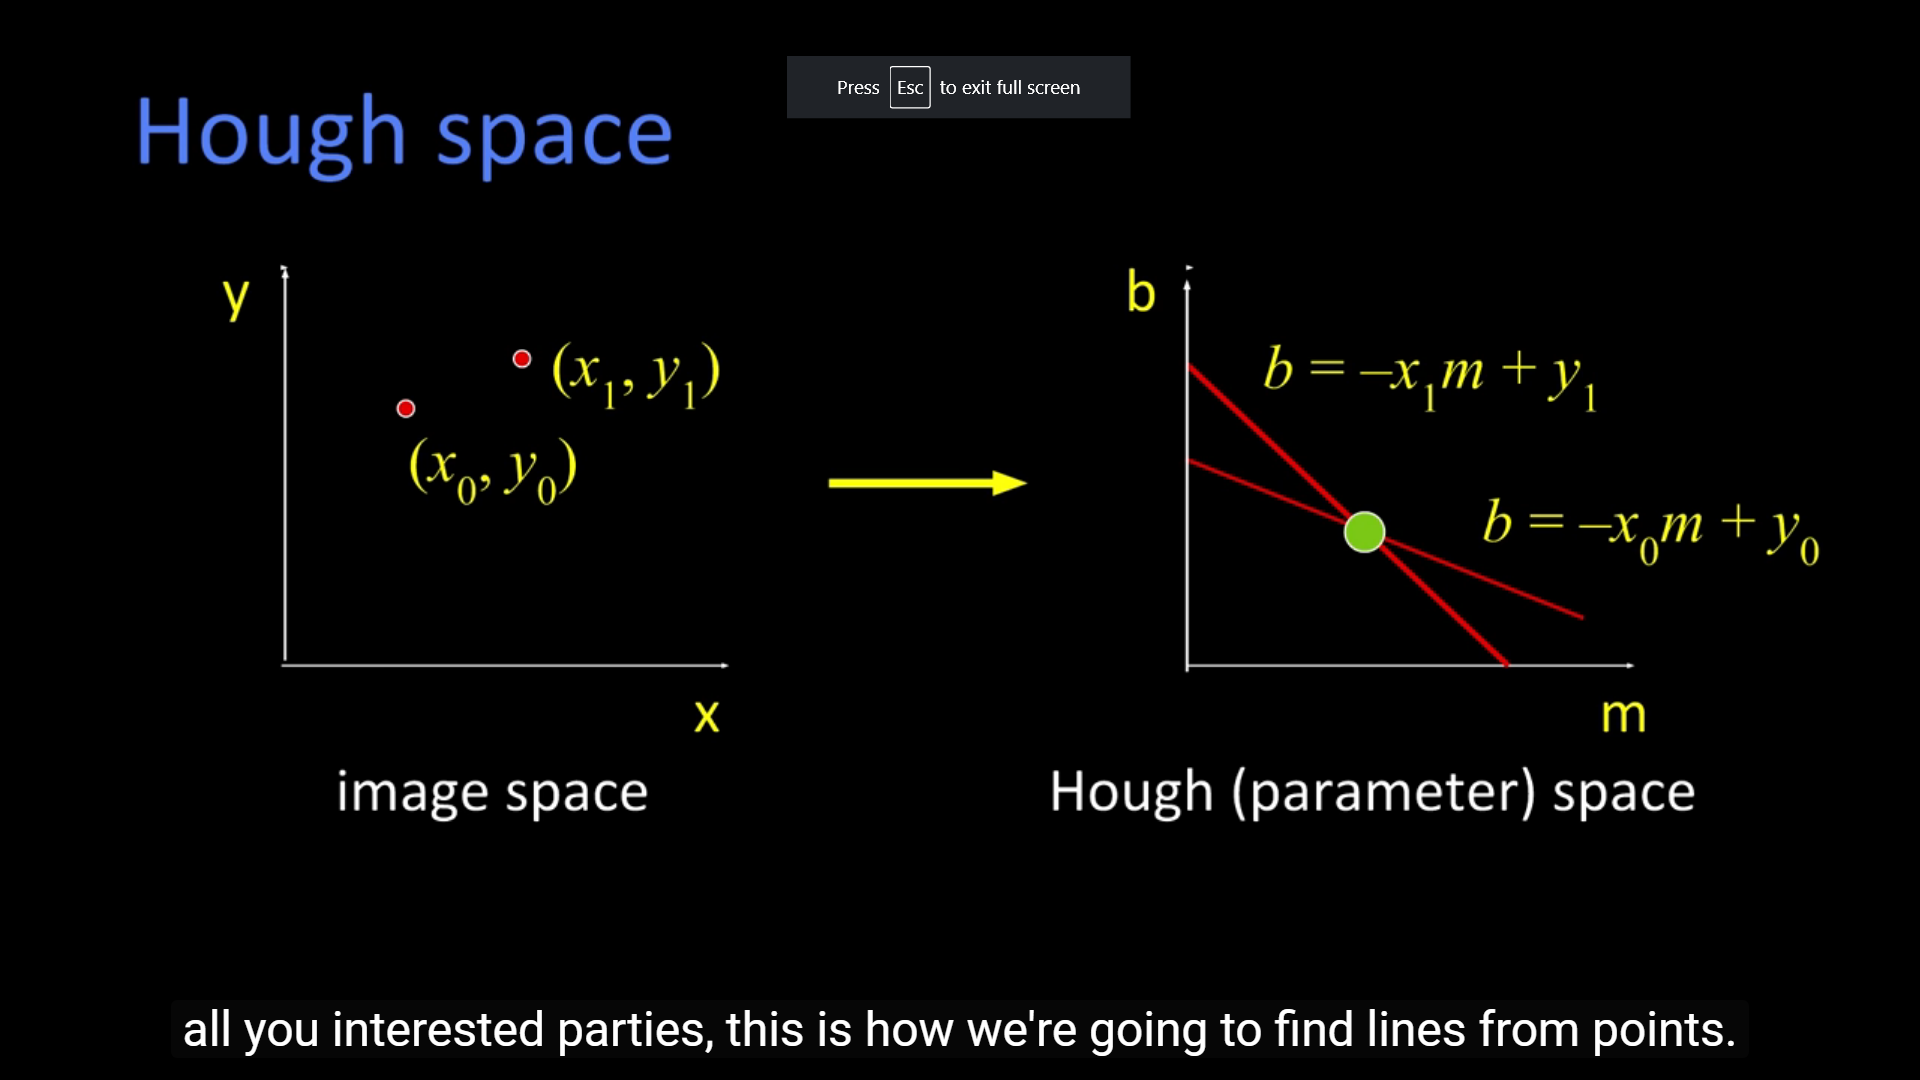 Press Esc to exit full screen
Hough space
y
(x₁, y₁)
(x₀, y₀)
x
image space
b
b = –x₁m + y₁
b = –x₀m + y₀
m
Hough (parameter) space
all you interested parties, this is how we're going to find lines from points.